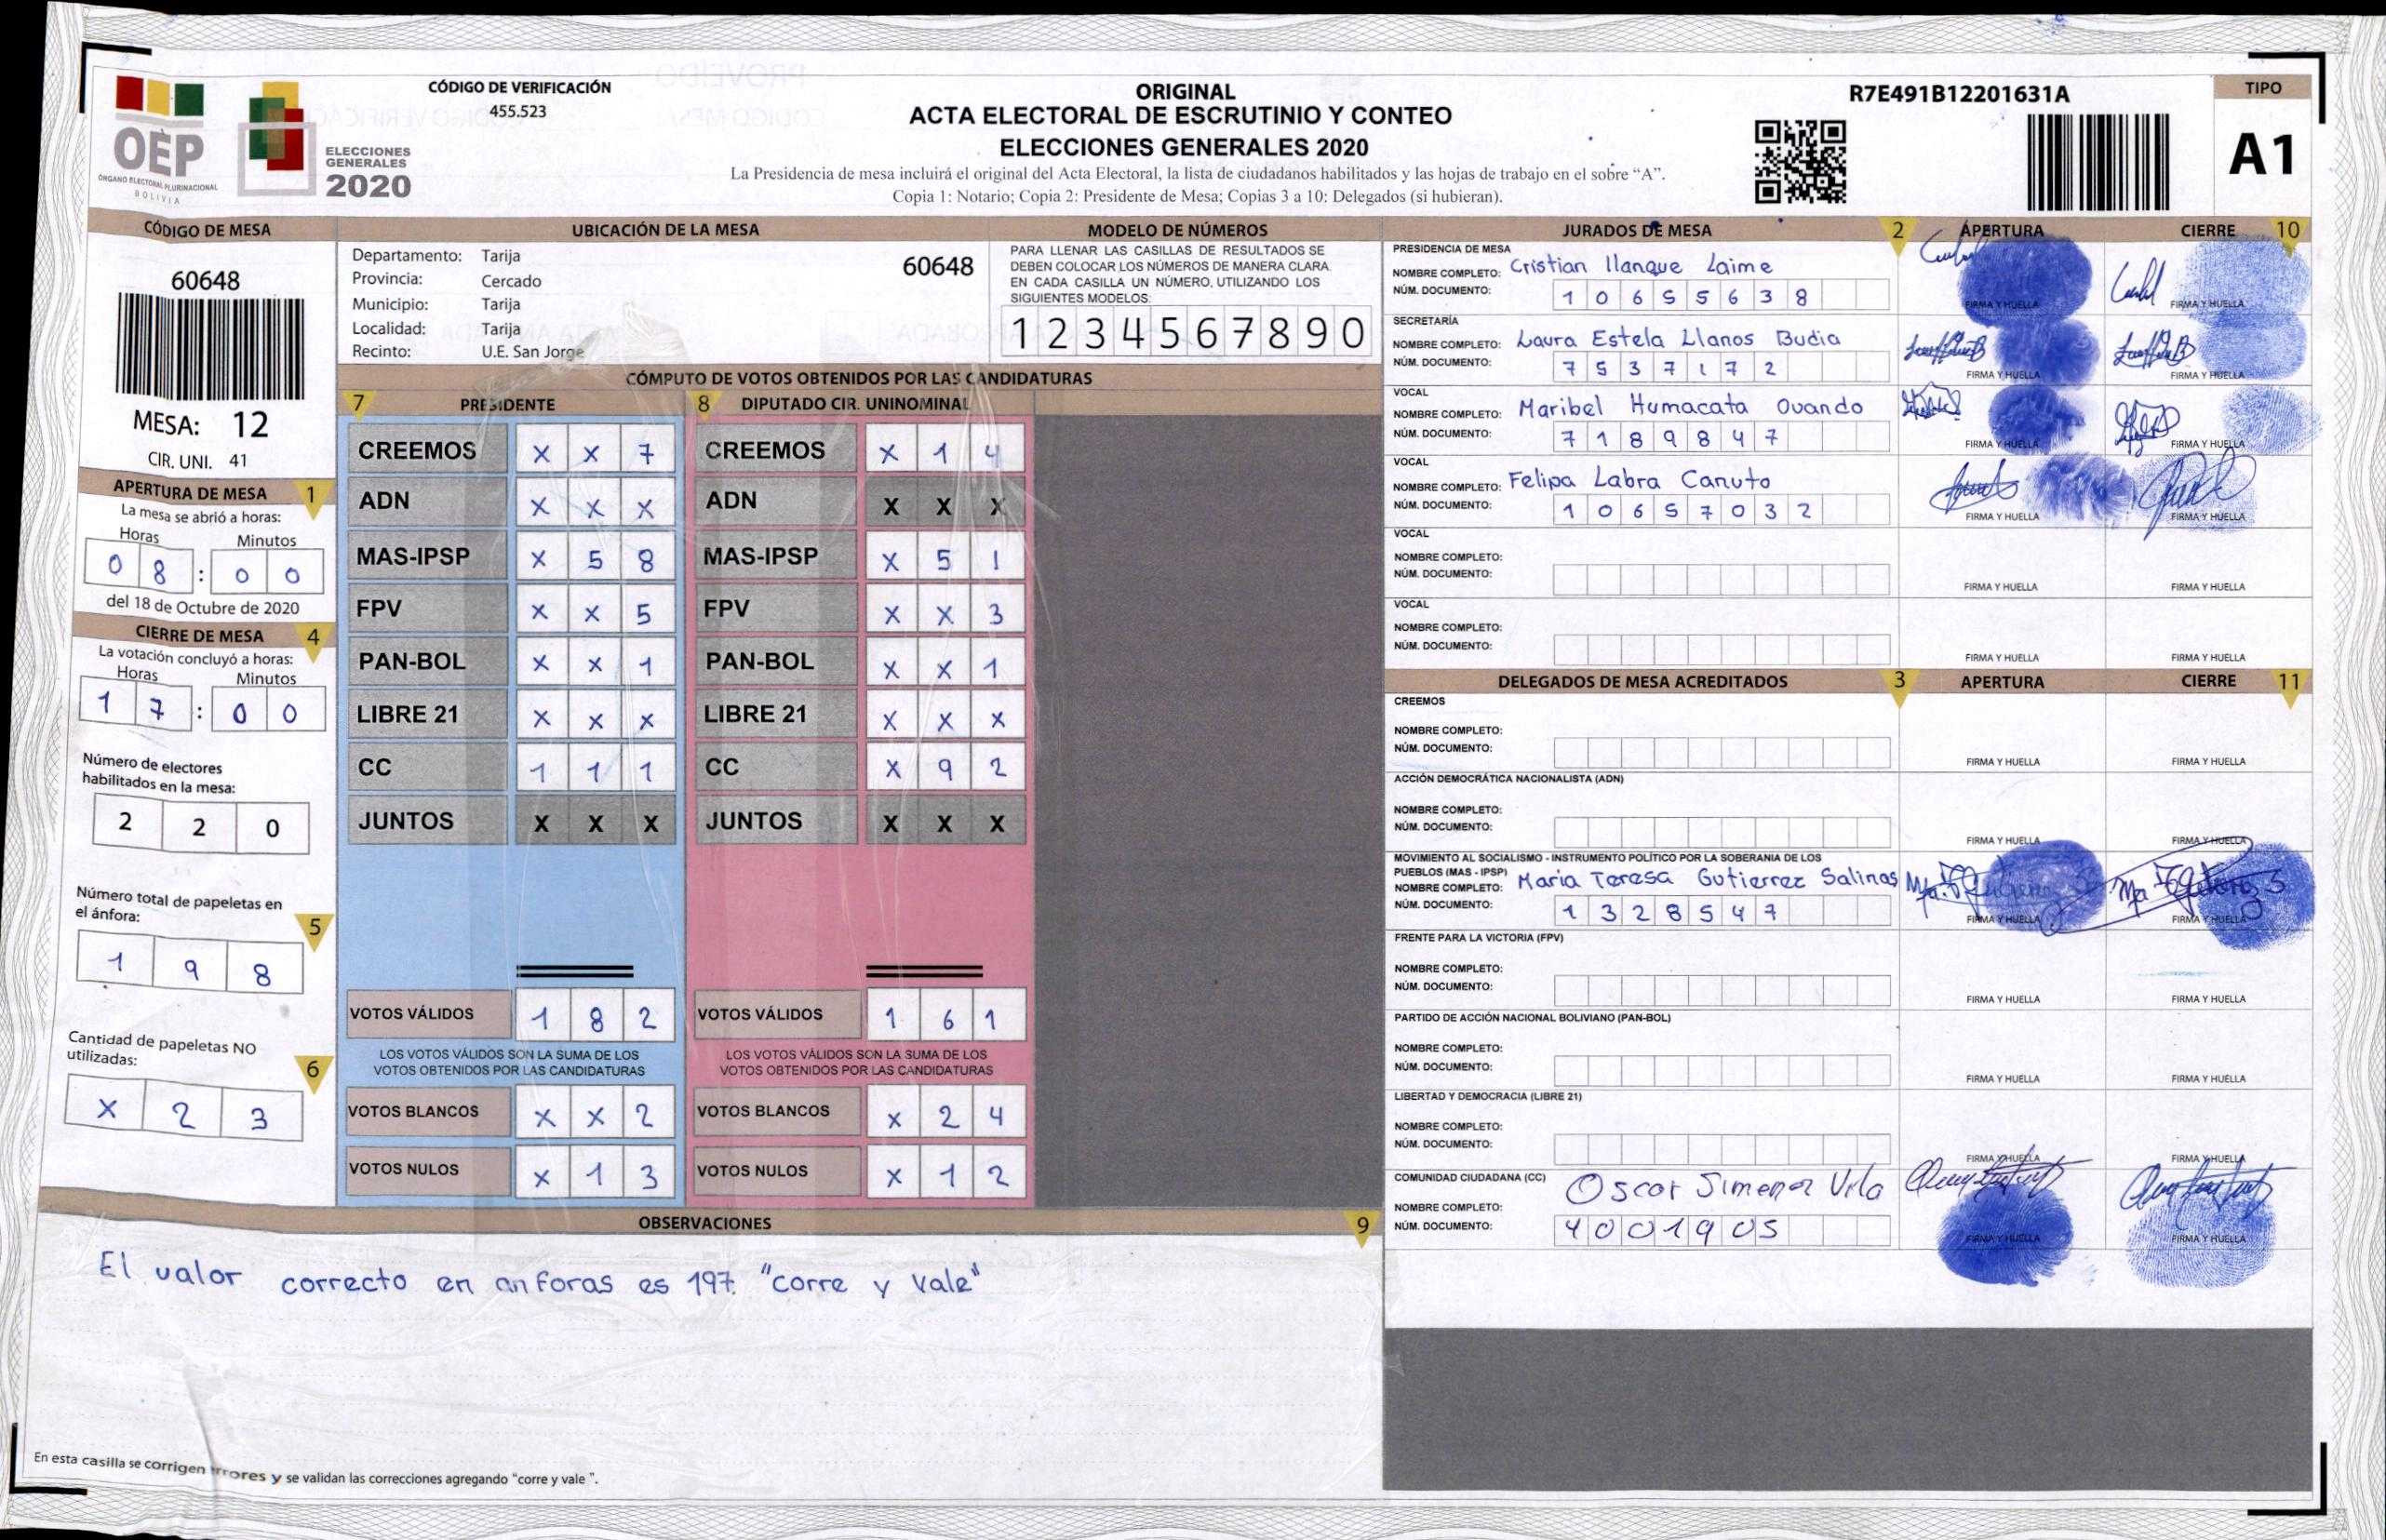 CÓDIGO DE VERIFICACIÓN
455.523
OEP
ÓRGANO ELECTORAL PLURINACIONAL
BOLIVIA
ELECCIONES
GENERALES
2020
ORIGINAL
ACTA ELECTORAL DE ESCRUTINIO Y CONTEO
ELECCIONES GENERALES 2020
La Presidencia de mesa incluirá el original del Acta Electoral, la lista de ciudadanos habilitados y las hojas de trabajo en el sobre “A”.
Copia 1: Notario; Copia 2: Presidente de Mesa; Copias 3 a 10: Delegados (si hubieran).
R7E491B12201631A
TIPO
A1
CÓDIGO DE MESA
60648
MESA: 12
CIR. UNI. 41
APERTURA DE MESA 1
La mesa se abrió a horas:
Horas Minutos
0 8 : 0 0
del 18 de Octubre de 2020
CIERRE DE MESA 4
La votación concluyó a horas:
Horas Minutos
1 7 : 0 0
Número de electores
habilitados en la mesa:
2 2 0
Número total de papeletas en
el ánfora:
5
1 9 8
Cantidad de papeletas NO
utilizadas:
6
X 2 3
UBICACIÓN DE LA MESA
Departamento: Tarija
Provincia: Cercado
Municipio: Tarija
Localidad: Tarija
Recinto: U.E. San Jorge
60648
MODELO DE NÚMEROS
PARA LLENAR LAS CASILLAS DE RESULTADOS SE
DEBEN COLOCAR LOS NÚMEROS DE MANERA CLARA.
EN CADA CASILLA UN NÚMERO, UTILIZANDO LOS
SIGUIENTES MODELOS:
1 2 3 4 5 6 7 8 9 0
CÓMPUTO DE VOTOS OBTENIDOS POR LAS CANDIDATURAS
7 PRESIDENTE
CREEMOS X X 7
ADN X X X
MAS-IPSP X 5 8
FPV X X 5
PAN-BOL X X 1
LIBRE 21 X X X
CC 1 1 1
JUNTOS X X X
VOTOS VÁLIDOS 1 8 2
LOS VOTOS VÁLIDOS SON LA SUMA DE LOS
VOTOS OBTENIDOS POR LAS CANDIDATURAS
VOTOS BLANCOS X X 2
VOTOS NULOS X 1 3
8 DIPUTADO CIR. UNINOMINAL
CREEMOS X 1 4
ADN X X X
MAS-IPSP X 5 1
FPV X X 3
PAN-BOL X X 1
LIBRE 21 X X X
CC X 9 2
JUNTOS X X X
VOTOS VÁLIDOS 1 6 1
LOS VOTOS VÁLIDOS SON LA SUMA DE LOS
VOTOS OBTENIDOS POR LAS CANDIDATURAS
VOTOS BLANCOS X 2 4
VOTOS NULOS X 1 2
OBSERVACIONES 9
El valor correcto en anforas es 197. "corre y vale"
En esta casilla se corrigen errores y se validan las correcciones agregando “corre y vale ”.
JURADOS DE MESA 2 APERTURA CIERRE 10
PRESIDENCIA DE MESA
NOMBRE COMPLETO: Cristian llanque Laime
NÚM. DOCUMENTO: 1 0 6 5 5 6 3 8
FIRMA Y HUELLA FIRMA Y HUELLA
SECRETARÍA
NOMBRE COMPLETO: Laura Estela Llanos Budia
NÚM. DOCUMENTO: 7 5 3 7 1 7 2
FIRMA Y HUELLA FIRMA Y HUELLA
VOCAL
NOMBRE COMPLETO: Maribel Humacata Ovando
NÚM. DOCUMENTO: 7 1 8 9 8 4 7
FIRMA Y HUELLA FIRMA Y HUELLA
VOCAL
NOMBRE COMPLETO: Felipa Labra Canuto
NÚM. DOCUMENTO: 1 0 6 5 7 0 3 2
FIRMA Y HUELLA FIRMA Y HUELLA
VOCAL
NOMBRE COMPLETO:
NÚM. DOCUMENTO:
FIRMA Y HUELLA FIRMA Y HUELLA
VOCAL
NOMBRE COMPLETO:
NÚM. DOCUMENTO:
FIRMA Y HUELLA FIRMA Y HUELLA
DELEGADOS DE MESA ACREDITADOS 3 APERTURA CIERRE 11
CREEMOS
NOMBRE COMPLETO:
NÚM. DOCUMENTO:
FIRMA Y HUELLA FIRMA Y HUELLA
ACCIÓN DEMOCRÁTICA NACIONALISTA (ADN)
NOMBRE COMPLETO:
NÚM. DOCUMENTO:
FIRMA Y HUELLA FIRMA Y HUELLA
MOVIMIENTO AL SOCIALISMO - INSTRUMENTO POLÍTICO POR LA SOBERANIA DE LOS
PUEBLOS (MAS - IPSP)
NOMBRE COMPLETO: Maria Teresa Gutierrez Salinas
NÚM. DOCUMENTO: 1 3 2 8 5 4 7
FIRMA Y HUELLA FIRMA Y HUELLA
FRENTE PARA LA VICTORIA (FPV)
NOMBRE COMPLETO:
NÚM. DOCUMENTO:
FIRMA Y HUELLA FIRMA Y HUELLA
PARTIDO DE ACCIÓN NACIONAL BOLIVIANO (PAN-BOL)
NOMBRE COMPLETO:
NÚM. DOCUMENTO:
FIRMA Y HUELLA FIRMA Y HUELLA
LIBERTAD Y DEMOCRACIA (LIBRE 21)
NOMBRE COMPLETO:
NÚM. DOCUMENTO:
FIRMA Y HUELLA FIRMA Y HUELLA
COMUNIDAD CIUDADANA (CC)
NOMBRE COMPLETO: Oscar Jimenez Vila
NÚM. DOCUMENTO: 4 0 0 1 9 0 5
FIRMA Y HUELLA FIRMA Y HUELLA